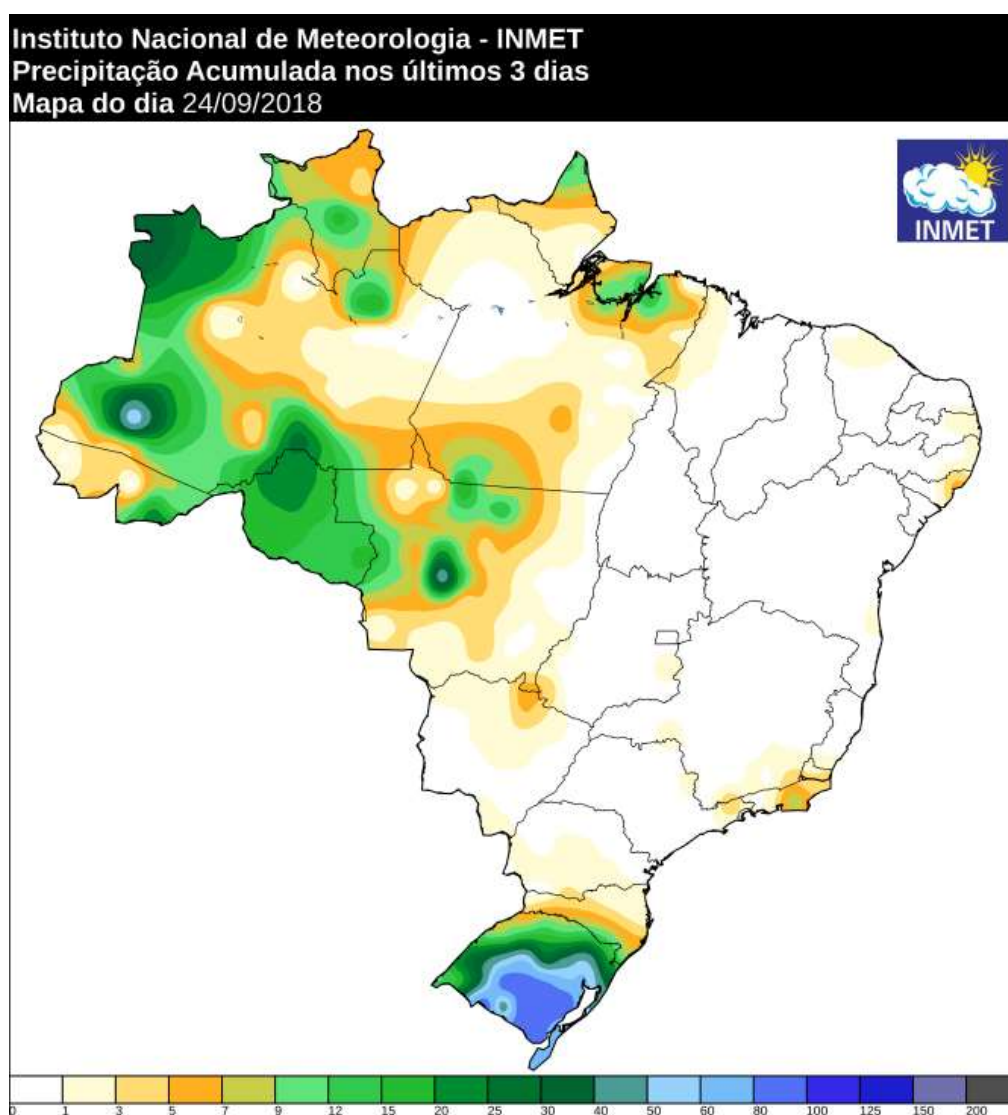 Instituto Nacional de Meteorologia - INMET
Precipitação Acumulada nos últimos 3 dias
Mapa do dia 24/09/2018
INMET
0 1 3 5 7 9 12 15 20 25 30 40 50 60 80 100 125 150 200